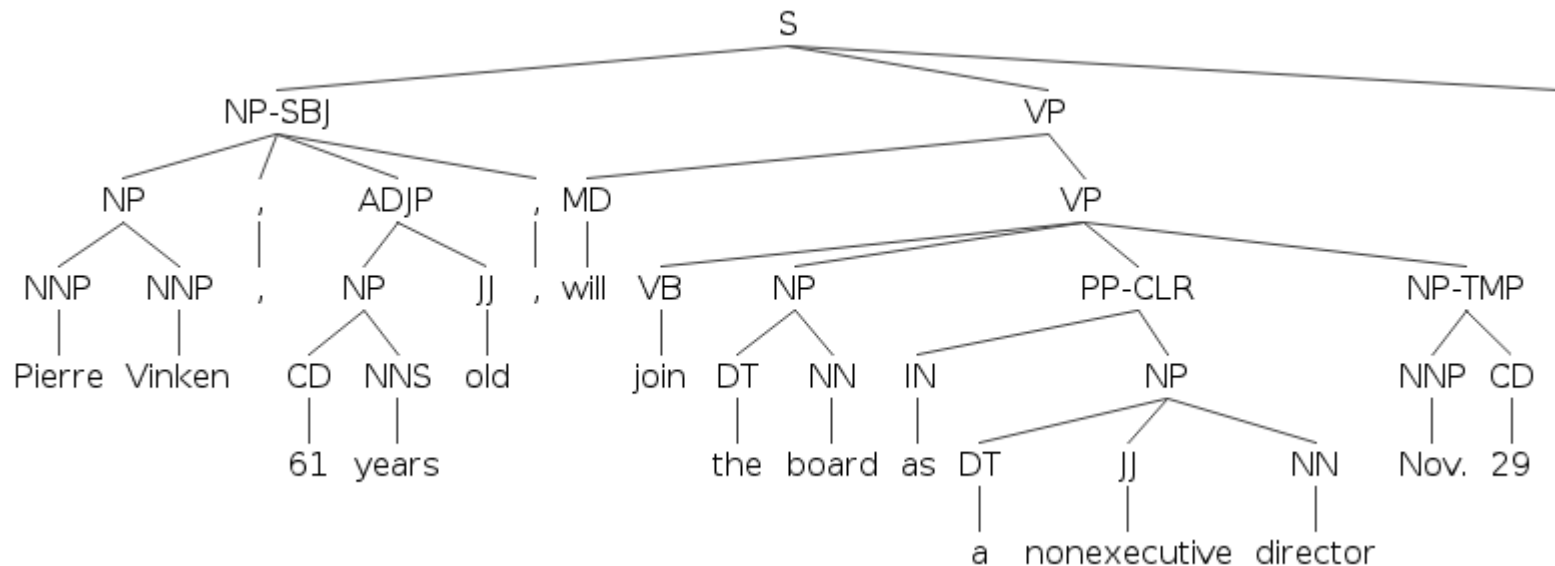 S
NP-SBJ VP
NP , ADJP , MD VP
NNP NNP , NP JJ , will VB NP PP-CLR NP-TMP
Pierre Vinken CD NNS old join DT NN IN NP NNP CD
61 years the board as DT JJ NN Nov. 29
a nonexecutive director